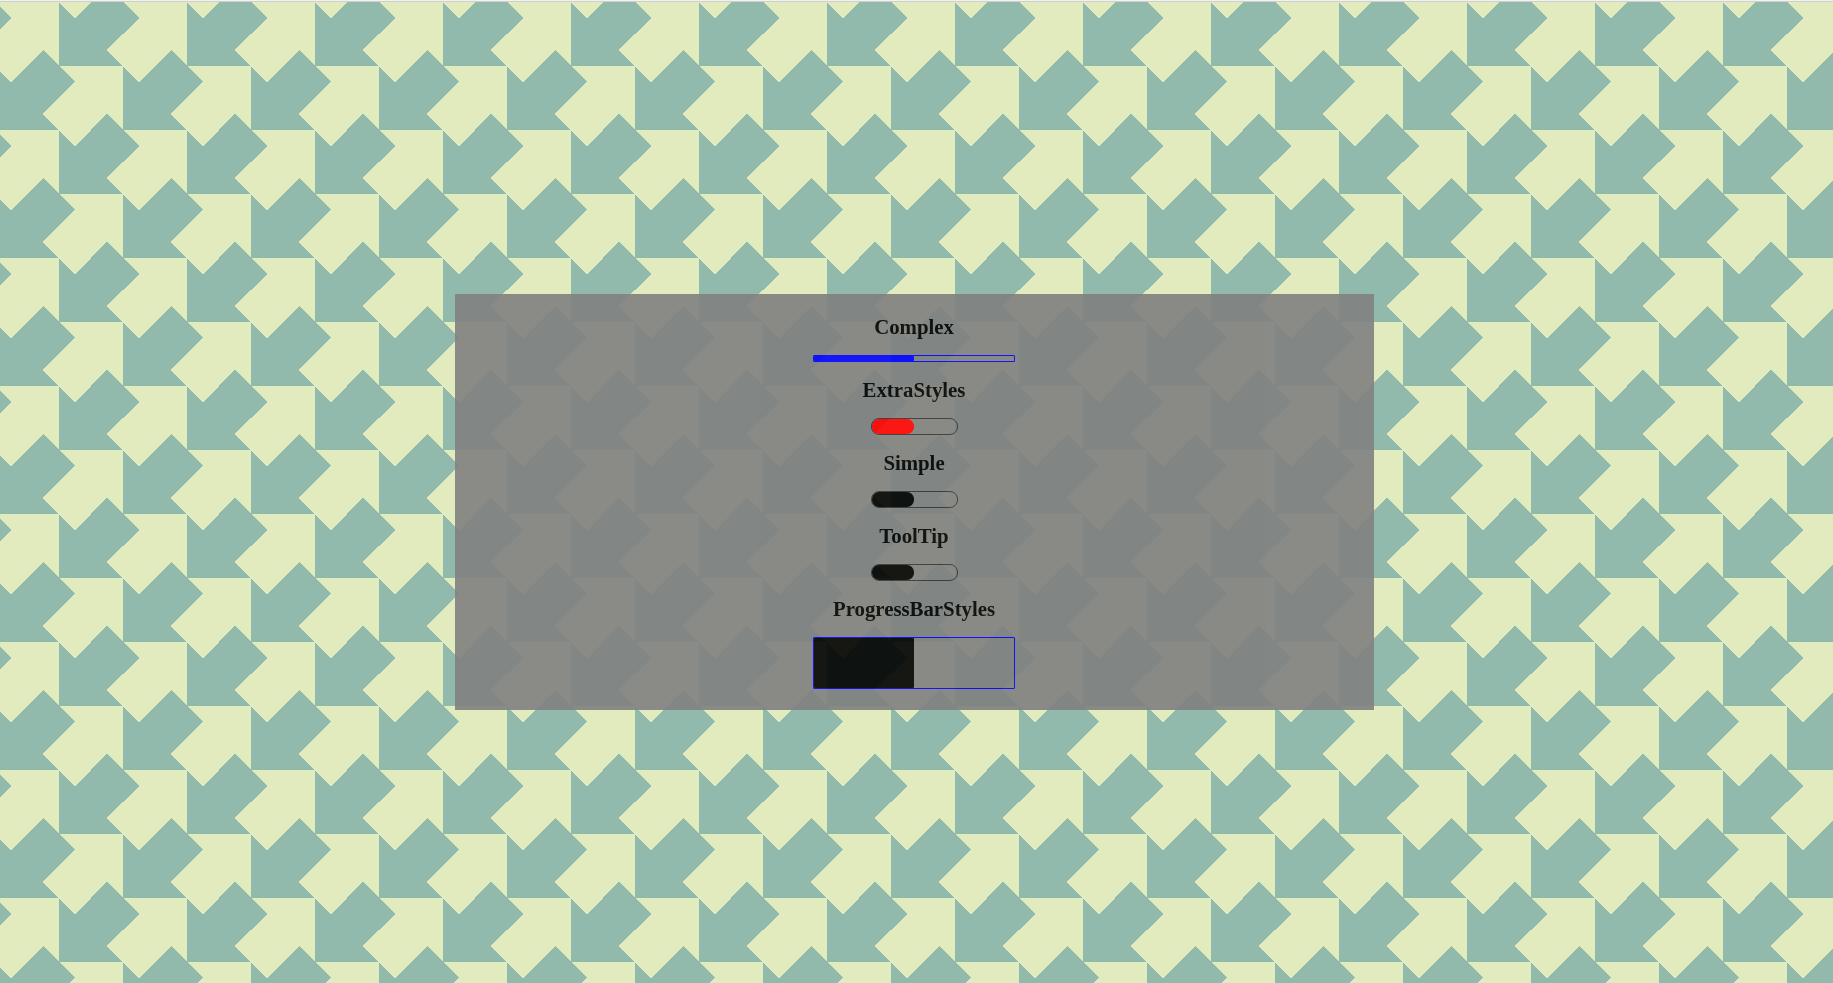 Complex
ExtraStyles
Simple
ToolTip
ProgressBarStyles